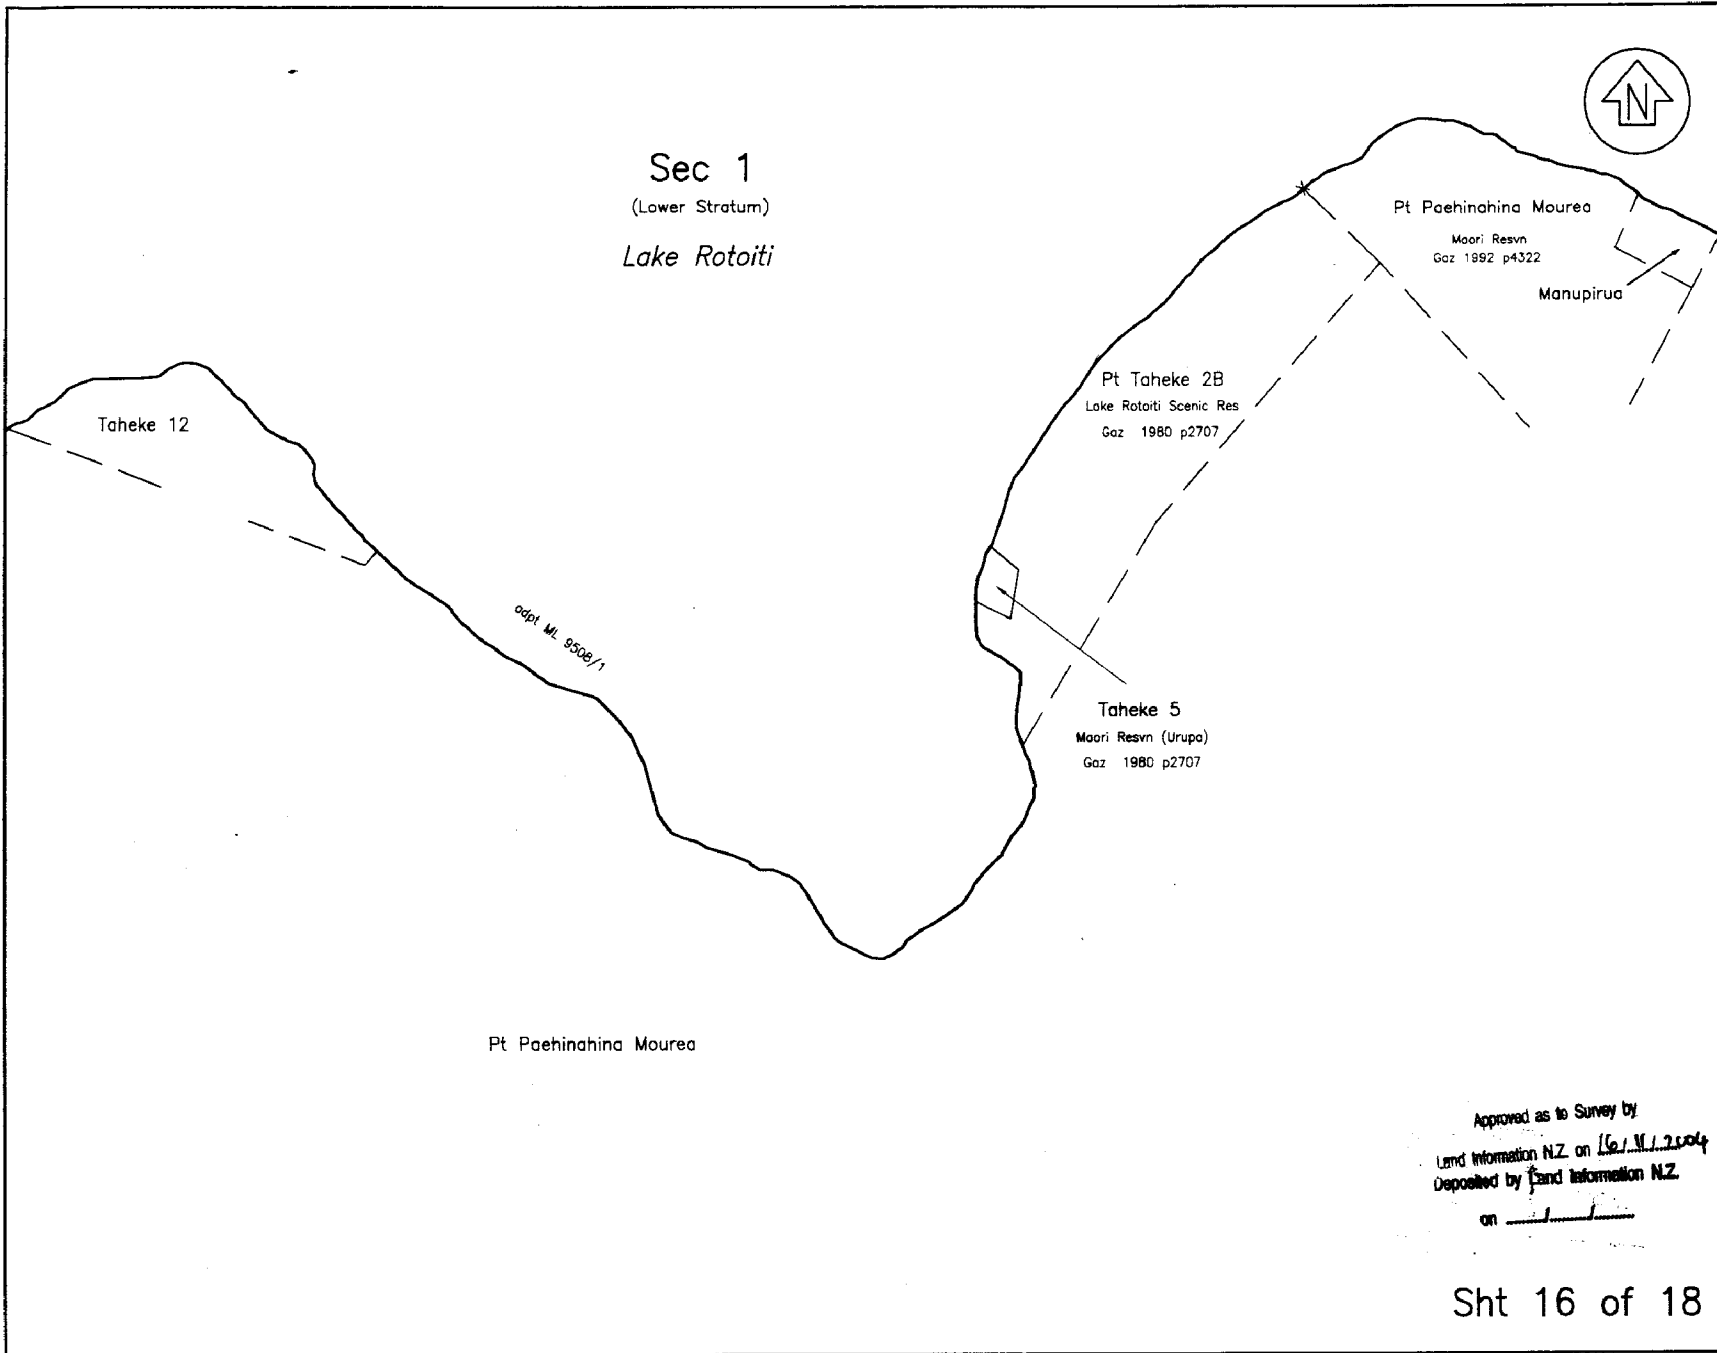 N
Sec 1
(Lower Stratum)
Lake Rotoiti
Pt Paehinahina Mourea
Maori Resvn
Gaz 1992 p4322
Manupirua
Pt Taheke 2B
Lake Rotoiti Scenic Res
Gaz 1980 p2707
Taheke 12
adpt ML 9508/1
Taheke 5
Maori Resvn (Urupa)
Gaz 1980 p2707
Pt Paehinahina Mourea
Approved as to Survey by
Land Information N.Z. on 16/11/2004
Deposited by Land Information N.Z.
on ....../......./.......
Sht 16 of 18